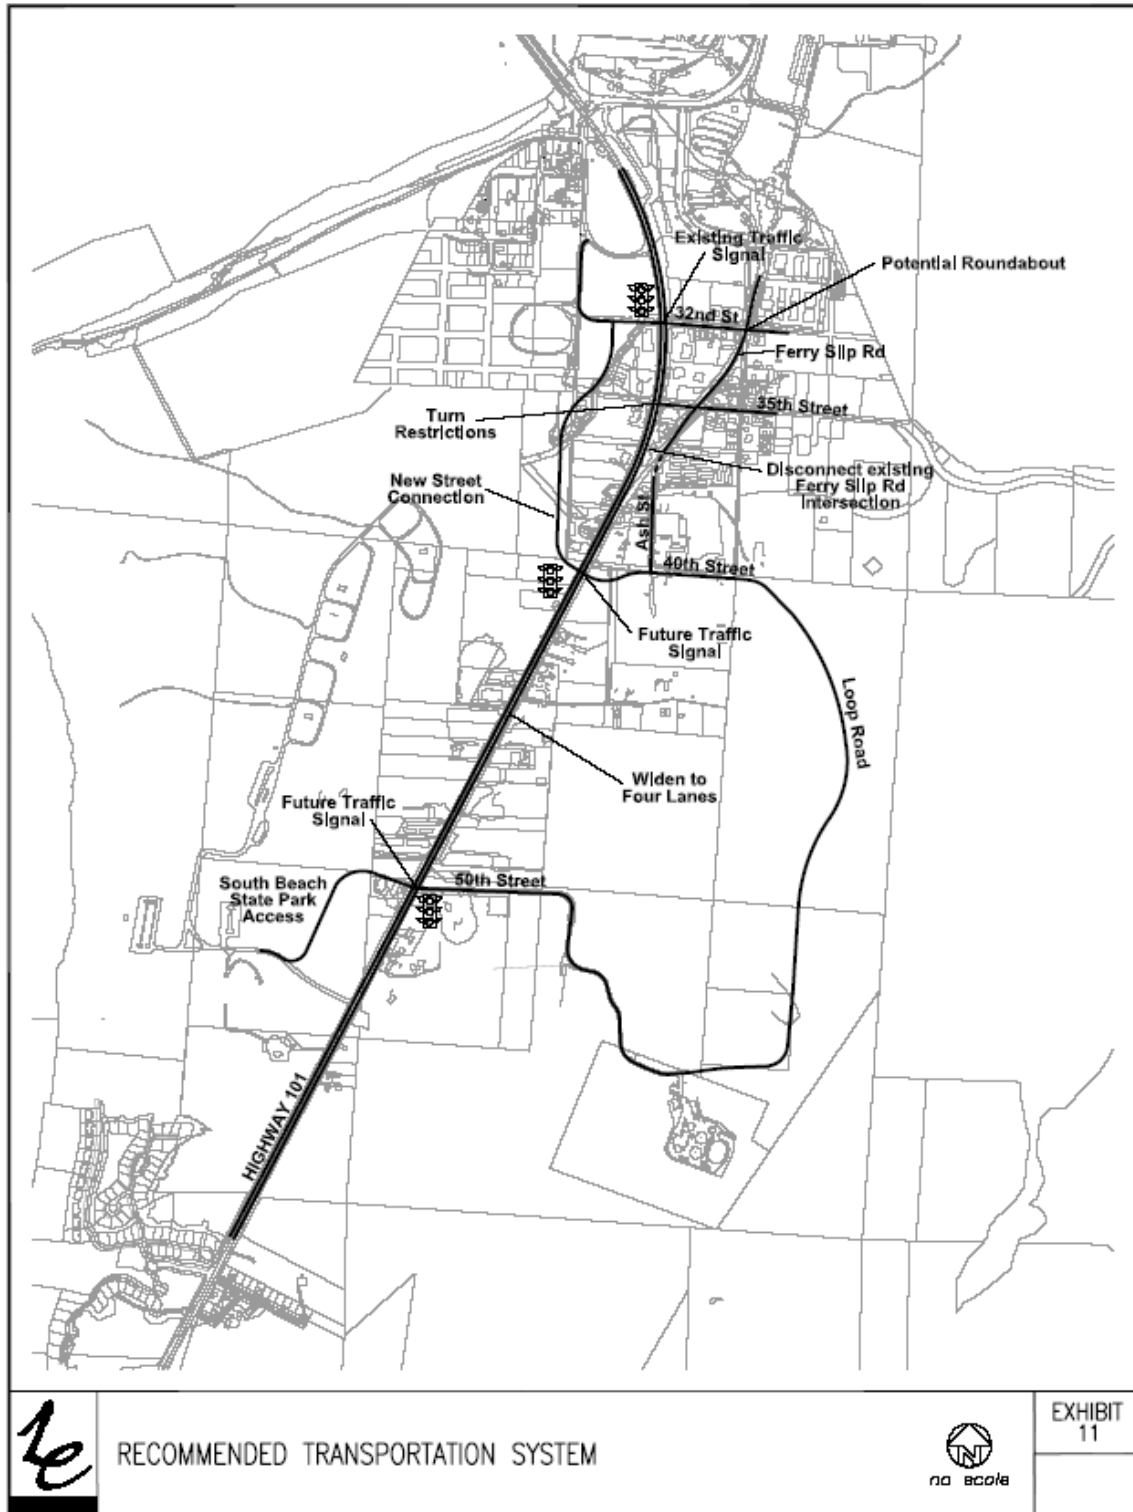 Existing Traffic
Signal
Potential Roundabout
32nd St
Ferry Slip Rd
35th Street
Turn
Restrictions
Disconnect existing
Ferry Slip Rd
Intersection
New Street
Connection
Ash St
40th Street
Future Traffic
Signal
Loop Road
Widen to
Four Lanes
Future Traffic
Signal
50th Street
South Beach
State Park
Access
HIGHWAY 101
RECOMMENDED TRANSPORTATION SYSTEM
N
no scale
EXHIBIT
11